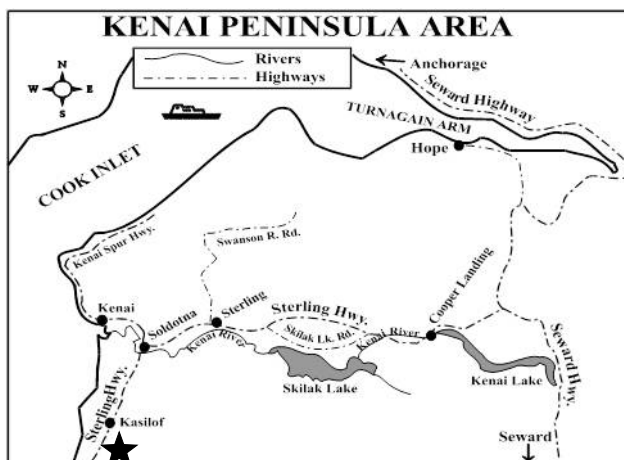 KENAI PENINSULA AREA
Rivers
Highways
N
W
E
S
Anchorage
Seward Highway
TURNAGAIN ARM
Hope
COOK INLET
Kenai Spur Hwy.
Swanson R. Rd.
Cooper Landing
Kenai
Soldotna
Sterling
Sterling Hwy.
Skilak Lk. Rd.
Kenai River
Kenai River
Skilak Lake
Kenai Lake
Seward Hwy.
Sterling Hwy.
Kasilof
Seward